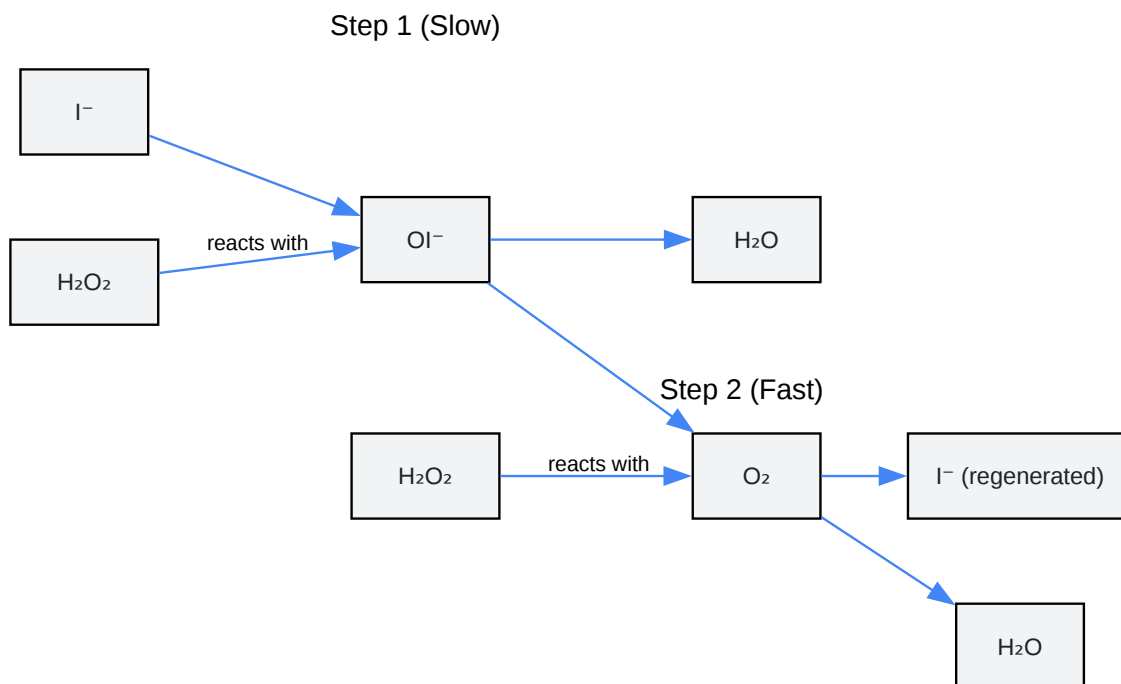 Step 1 (Slow)
I⁻
reacts with
H₂O₂
OI⁻
H₂O
Step 2 (Fast)
reacts with
H₂O₂
O₂
I⁻ (regenerated)
H₂O